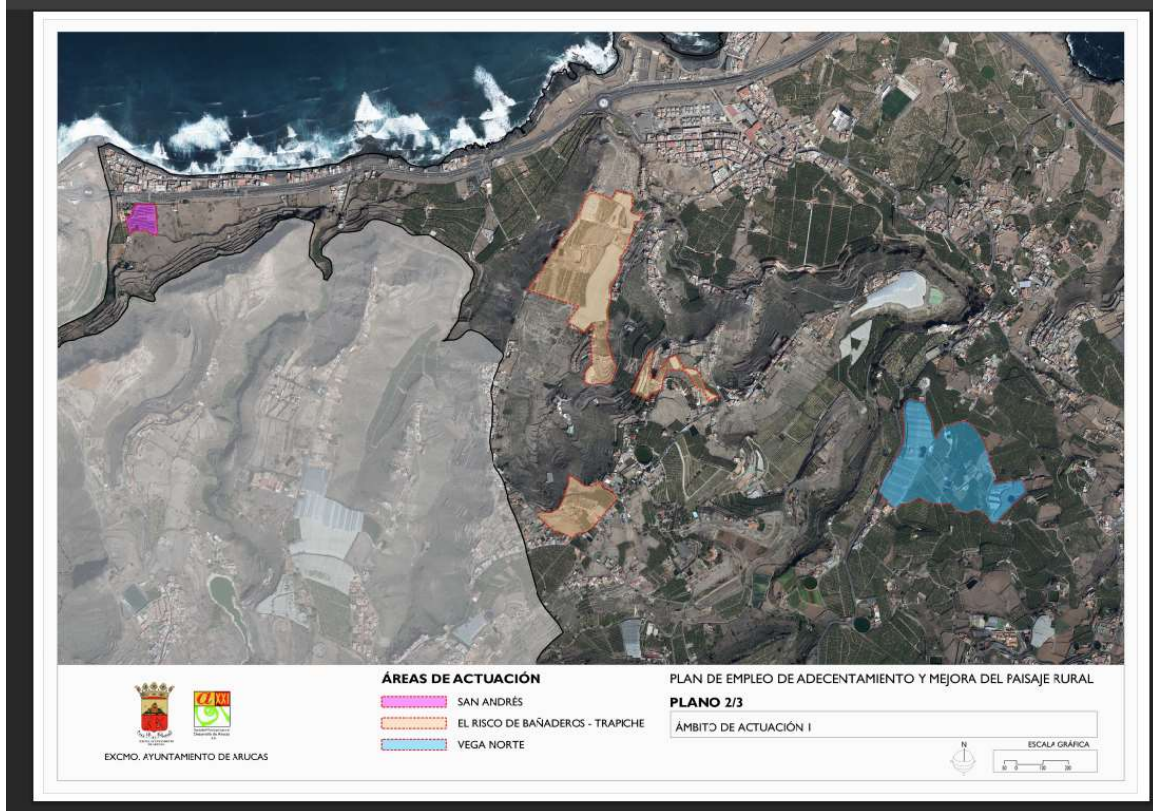 ÁREAS DE ACTUACIÓN
SAN ANDRÉS
EL RISCO DE BAÑADEROS - TRAPICHE
VEGA NORTE
PLAN DE EMPLEO DE ADECENTAMIENTO Y MEJORA DEL PAISAJE RURAL
PLANO 2/3
ÁMBITO DE ACTUACIÓN I
EXCMO. AYUNTAMIENTO DE ARUCAS
N
ESCALA GRÁFICA